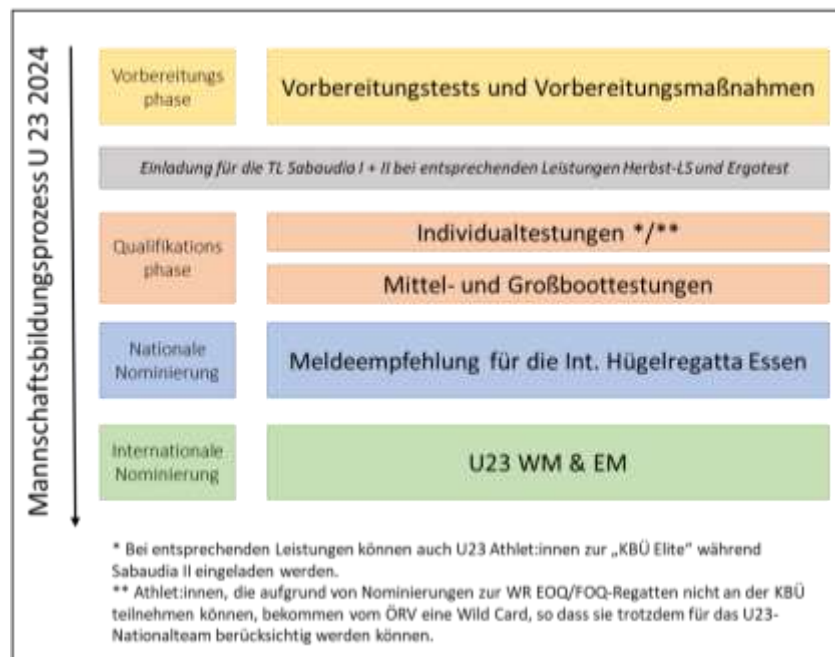 Mannschaftsbildungsprozess U 23 2024
Vorbereitungs
phase
Vorbereitungstests und Vorbereitungsmaßnahmen
Einladung für die TL Sabaudia I + II bei entsprechenden Leistungen Herbst-LS und Ergotest
Qualifikations
phase
Individualtestungen */**
Mittel- und Großboottestungen
Nationale
Nominierung
Meldeempfehlung für die Int. Hügelregatta Essen
Internationale
Nominierung
U23 WM & EM
* Bei entsprechenden Leistungen können auch U23 Athlet:innen zur „KBÜ Elite" während
Sabaudia II eingeladen werden.
** Athlet:innen, die aufgrund von Nominierungen zur WR EOQ/FOQ-Regatten nicht an der KBÜ
teilnehmen können, bekommen vom ÖRV eine Wild Card, so dass sie trotzdem für das U23-
Nationalteam berücksichtig werden können.